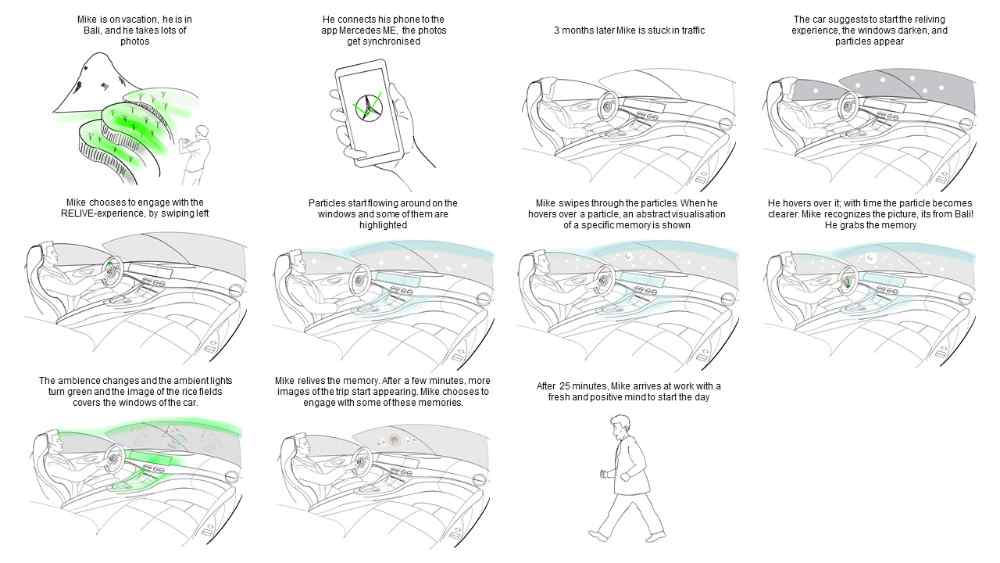 Mike is on vacation, he is in
Bali, and he takes lots of
photos
He connects his phone to the
app Mercedes ME, the photos
get synchronised
3 months later Mike is stuck in traffic
The car suggests to start the reliving
experience, the windows darken, and
particles appear
Mike chooses to engage with the
RELIVE-experience, by swiping left
Particles start flowing around on the
windows and some of them are
highlighted
Mike swipes through the particles. When he
hovers over a particle, an abstract visualisation
of a specific memory is shown
He hovers over it; with time the particle becomes
clearer. Mike recognizes the picture, its from Bali!
He grabs the memory
The ambience changes and the ambient lights
turn green and the image of the rice fields
covers the windows of the car.
Mike relives the memory. After a few minutes, more
images of the trip start appearing, Mike chooses to
engage with some of these memories.
After 25 minutes, Mike arrives at work with a
fresh and positive mind to start the day